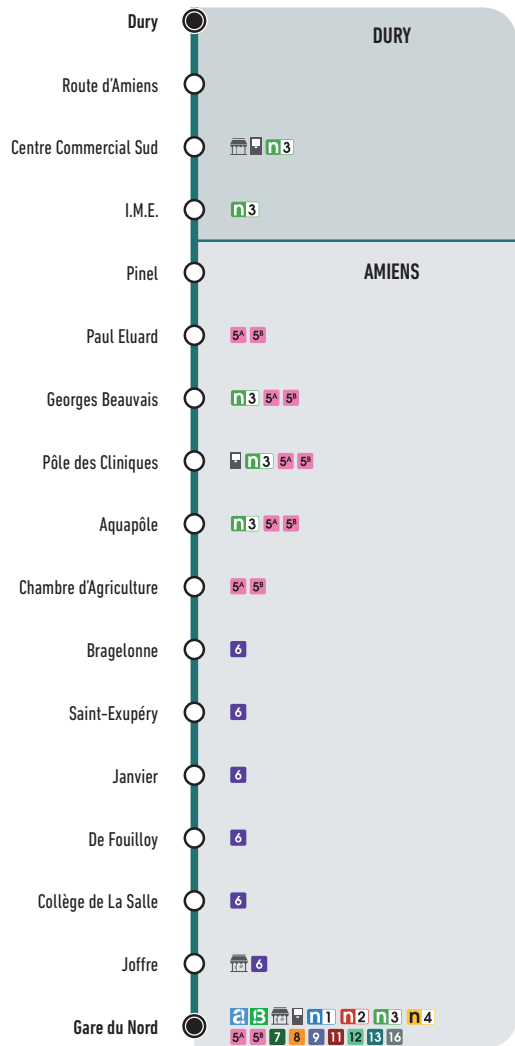 Dury
DURY
Route d'Amiens
Centre Commercial Sud n3
I.M.E. n3
Pinel
AMIENS
Paul Eluard 5A 5B
Georges Beauvais n3 5A 5B
Pôle des Cliniques n3 5A 5B
Aquapôle n3 5A 5B
Chambre d'Agriculture 5A 5B
Bragelonne 6
Saint-Exupéry 6
Janvier 6
De Fouilloy 6
Collège de La Salle 6
Joffre 6
Gare du Nord a B n1 n2 n3 n4
5A 5B 7 8 9 11 12 13 16